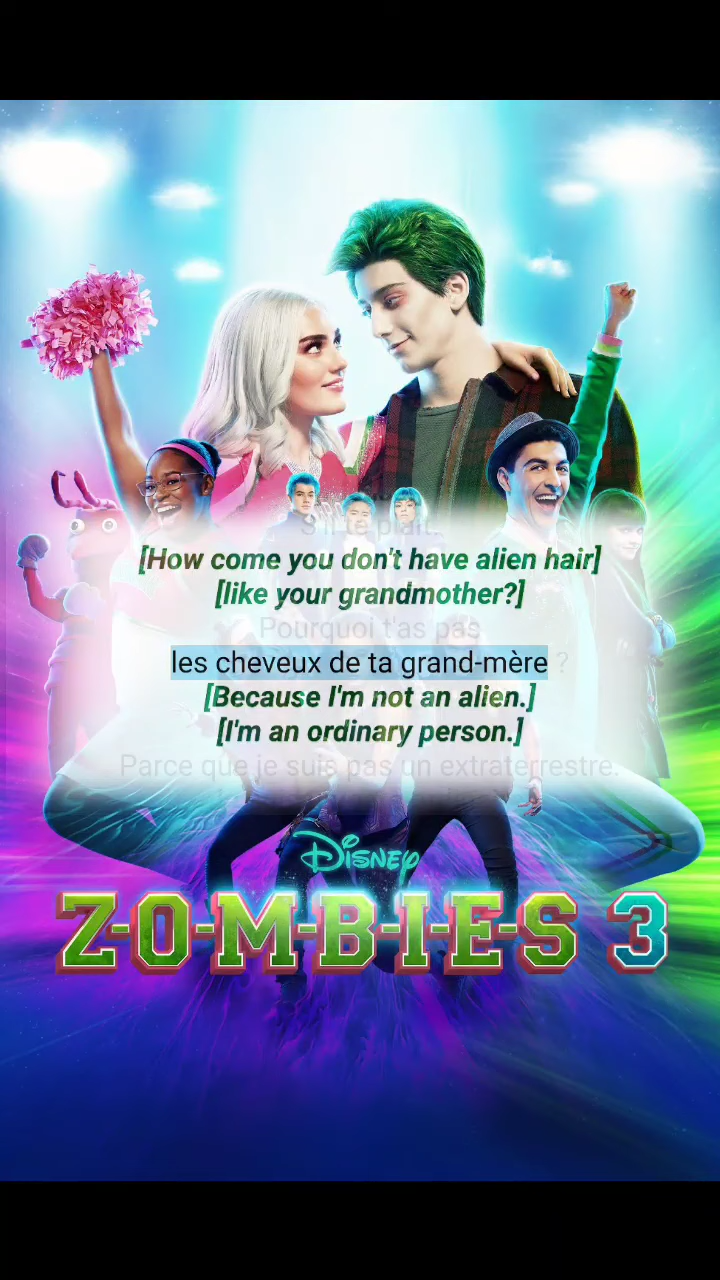 S'il te plaît.
[How come you don't have alien hair]
[like your grandmother?]
Pourquoi t'as pas
les cheveux de ta grand-mère ?
[Because I'm not an alien.]
[I'm an ordinary person.]
Parce que je suis pas un extraterrestre.
Disney
Z-O-M-B-I-E-S 3